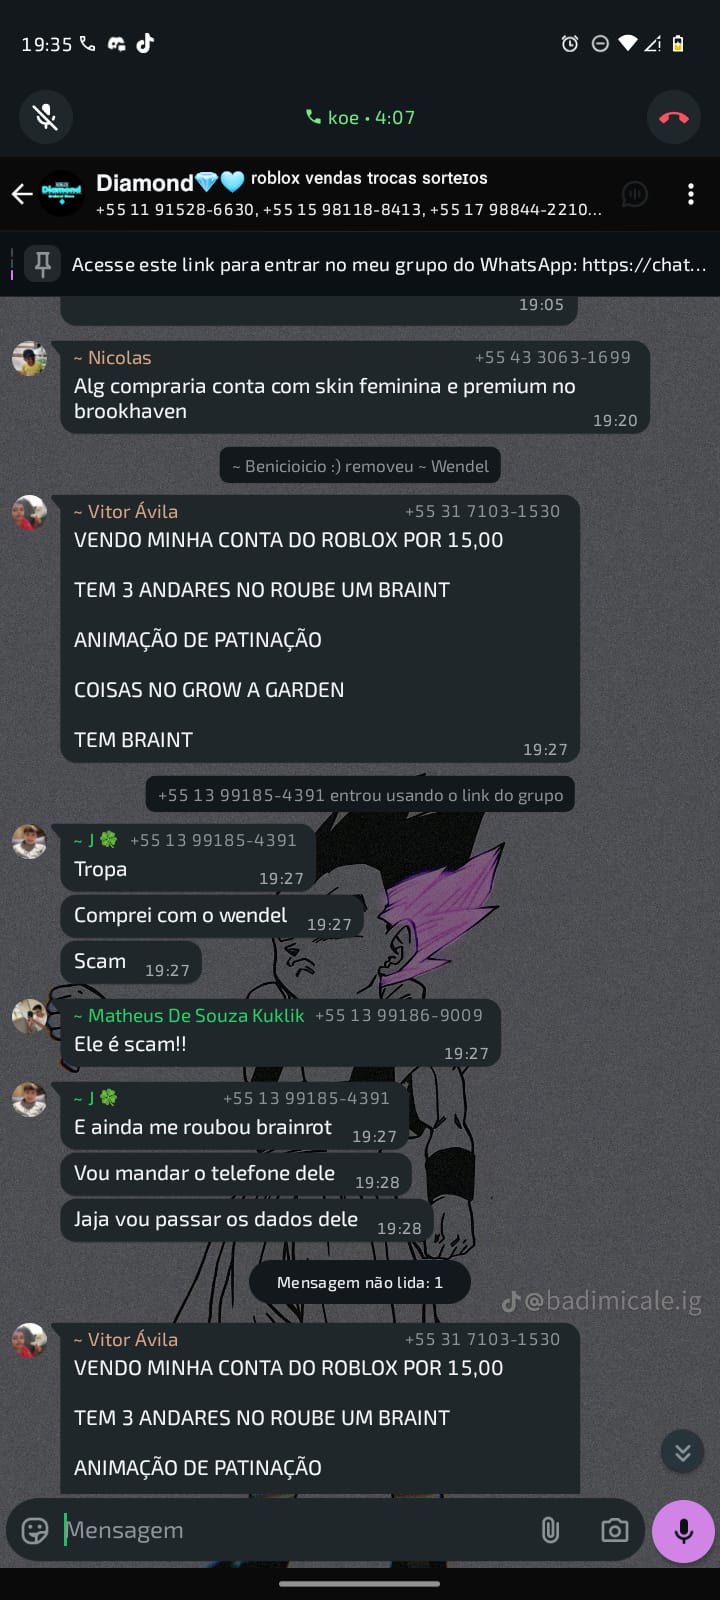 19:35
koe • 4:07
Diamond💎🩵 roblox vendas trocas sorteɪos
+55 11 91528-6630, +55 15 98118-8413, +55 17 98844-2210...
Acesse este link para entrar no meu grupo do WhatsApp: https://chat...
19:05
~ Nicolas +55 43 3063-1699
Alg compraria conta com skin feminina e premium no
brookhaven
19:20
~ Benicioicio :) removeu ~ Wendel
~ Vitor Ávila +55 31 7103-1530
VENDO MINHA CONTA DO ROBLOX POR 15,00
TEM 3 ANDARES NO ROUBE UM BRAINT
ANIMAÇÃO DE PATINAÇÃO
COISAS NO GROW A GARDEN
TEM BRAINT
19:27
+55 13 99185-4391 entrou usando o link do grupo
~ J 🍀 +55 13 99185-4391
Tropa 19:27
Comprei com o wendel 19:27
Scam 19:27
~ Matheus De Souza Kuklik +55 13 99186-9009
Ele é scam!! 19:27
~ J 🍀 +55 13 99185-4391
E ainda me roubou brainrot 19:27
Vou mandar o telefone dele 19:28
Jaja vou passar os dados dele 19:28
Mensagem não lida: 1
@badimicale.ig
~ Vitor Ávila +55 31 7103-1530
VENDO MINHA CONTA DO ROBLOX POR 15,00
TEM 3 ANDARES NO ROUBE UM BRAINT
ANIMAÇÃO DE PATINAÇÃO
Mensagem